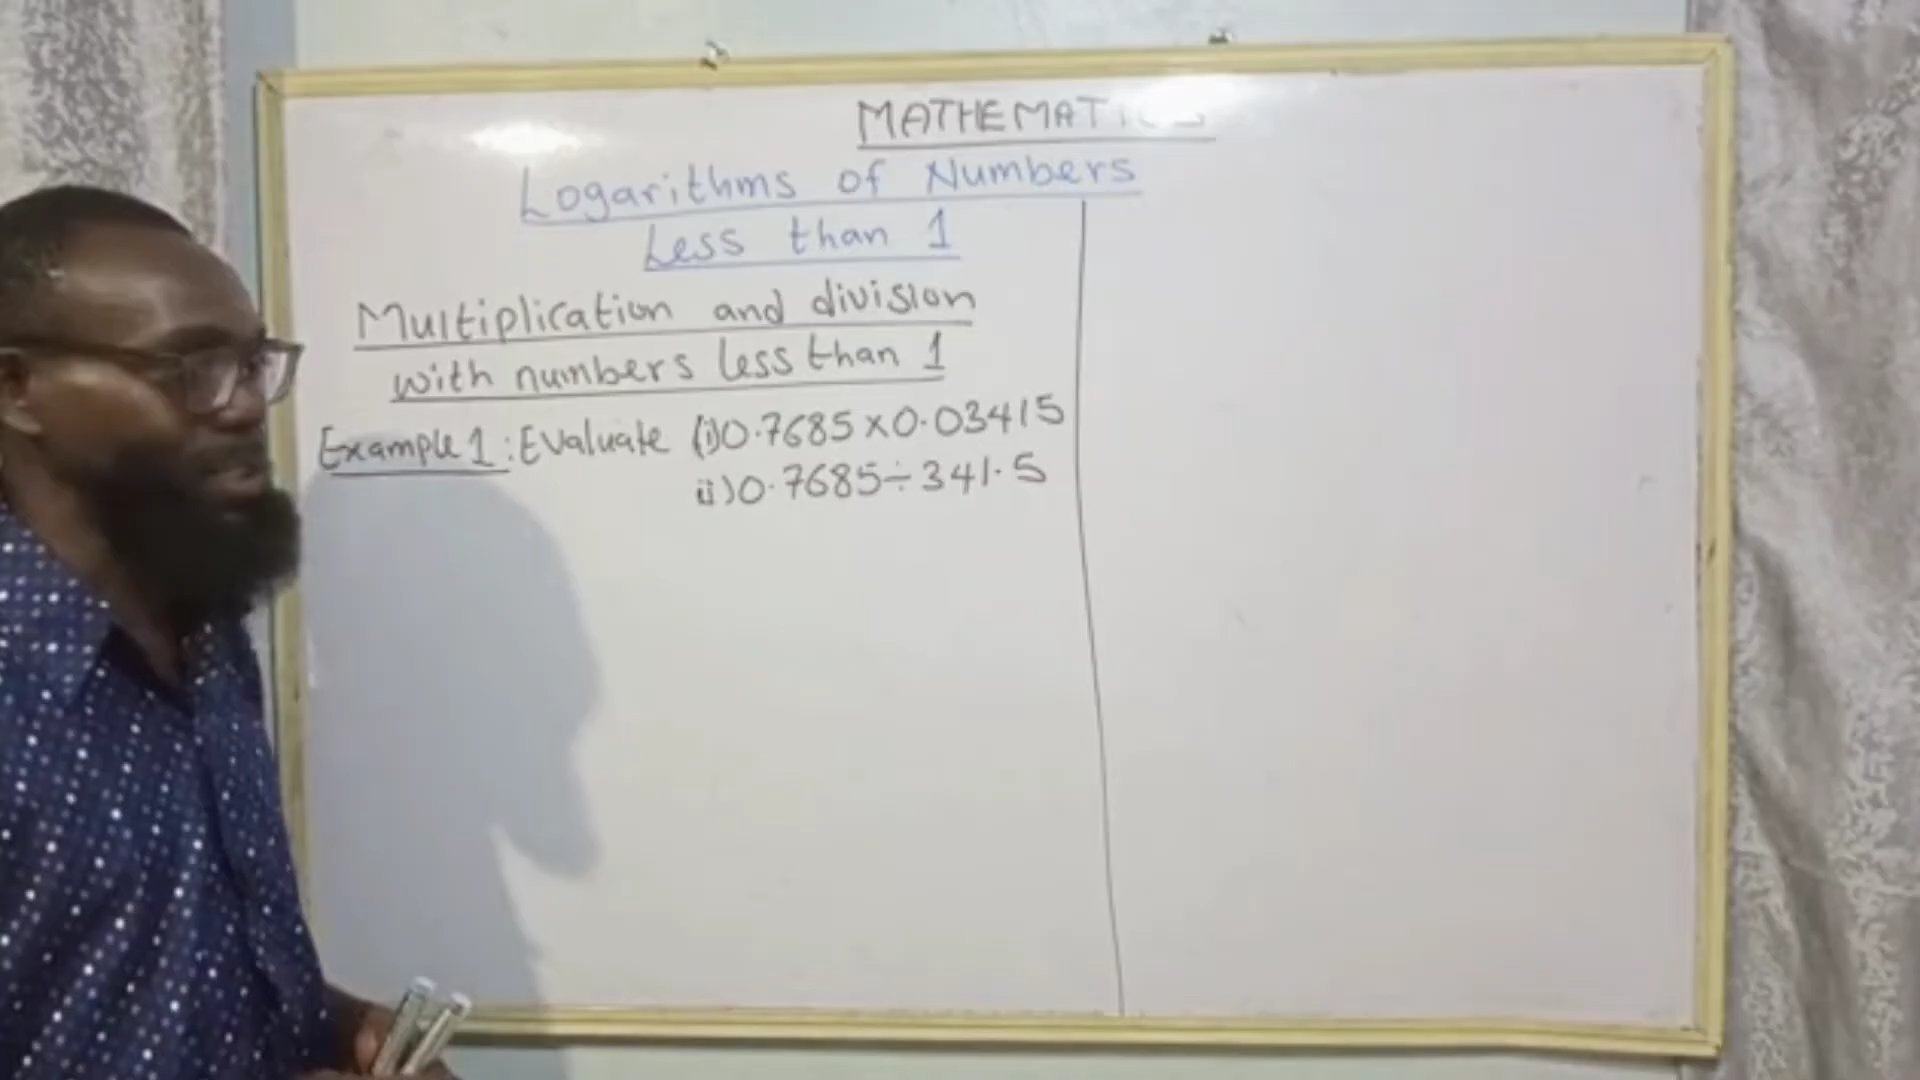 MATHEMATICS
Logarithms of Numbers
Less than 1
Multiplication and division
with numbers less than 1
Example 1: Evaluate (i) 0.7685 × 0.03415
ii) 0.7685 ÷ 341.5